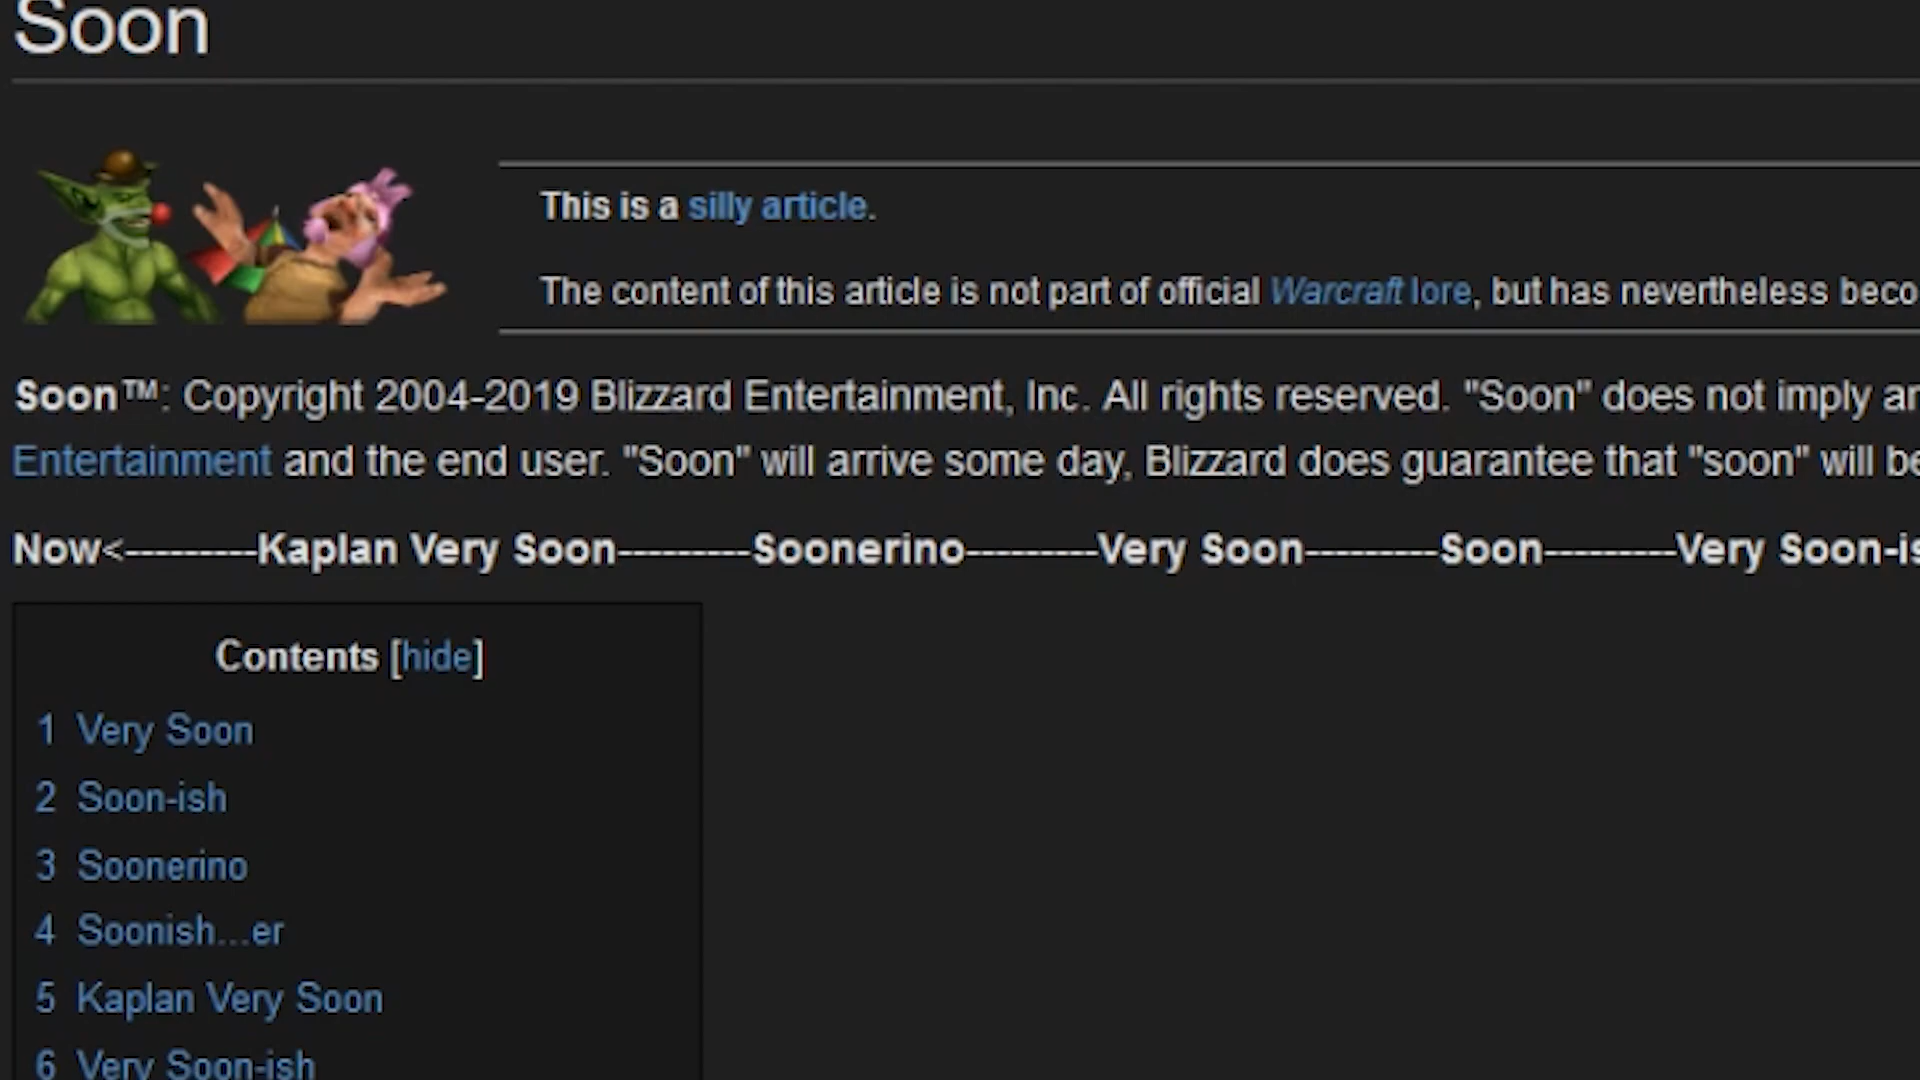 Soon
This is a silly article.
The content of this article is not part of official Warcraft lore, but has nevertheless beco
Soon™: Copyright 2004-2019 Blizzard Entertainment, Inc. All rights reserved. "Soon" does not imply ar
Entertainment and the end user. "Soon" will arrive some day, Blizzard does guarantee that "soon" will be
Now<---------Kaplan Very Soon---------Soonerino---------Very Soon---------Soon---------Very Soon-is
Contents [hide]
1 Very Soon
2 Soon-ish
3 Soonerino
4 Soonish...er
5 Kaplan Very Soon
6 Very Soon-ish